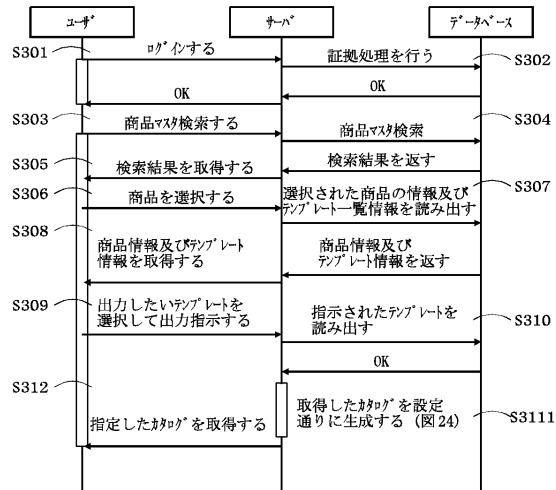 ユーザ
サーバ
データベース
S301
ログインする
証拠処理を行う
S302
OK
OK
S303
商品マスタ検索する
商品マスタ検索
S304
S305
検索結果を取得する
検索結果を返す
S306
商品を選択する
選択された商品の情報及び
テンプレート一覧情報を読み出す
S307
S308
商品情報及びテンプレート
情報を取得する
商品情報及び
テンプレート情報を返す
S309
出力したいテンプレートを
選択して出力指示する
指示されたテンプレートを
読み出す
S310
OK
S312
指定したカタログを取得する
取得したカタログを設定
通りに生成する（図24）
S3111